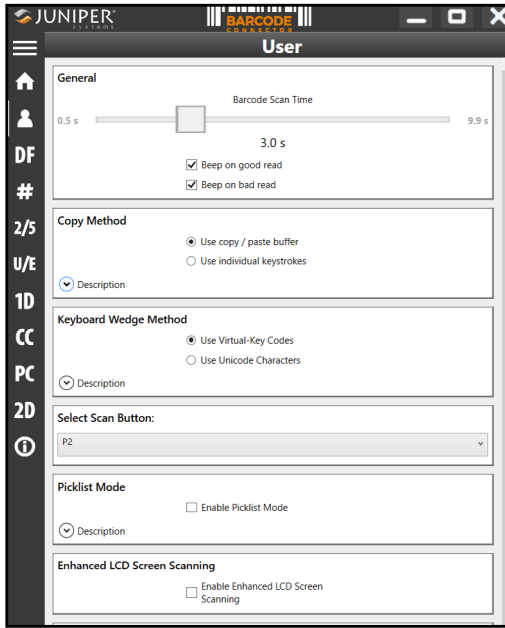 JUNIPER
systems
BARCODE
CONNECTOR
User
General
Barcode Scan Time
0.5 s
9.9 s
3.0 s
Beep on good read
Beep on bad read
Copy Method
Use copy / paste buffer
Use individual keystrokes
Description
Keyboard Wedge Method
Use Virtual-Key Codes
Use Unicode Characters
Description
Select Scan Button:
P2
Picklist Mode
Enable Picklist Mode
Description
Enhanced LCD Screen Scanning
Enable Enhanced LCD Screen
Scanning
DF
#
2/5
U/E
1D
CC
PC
2D